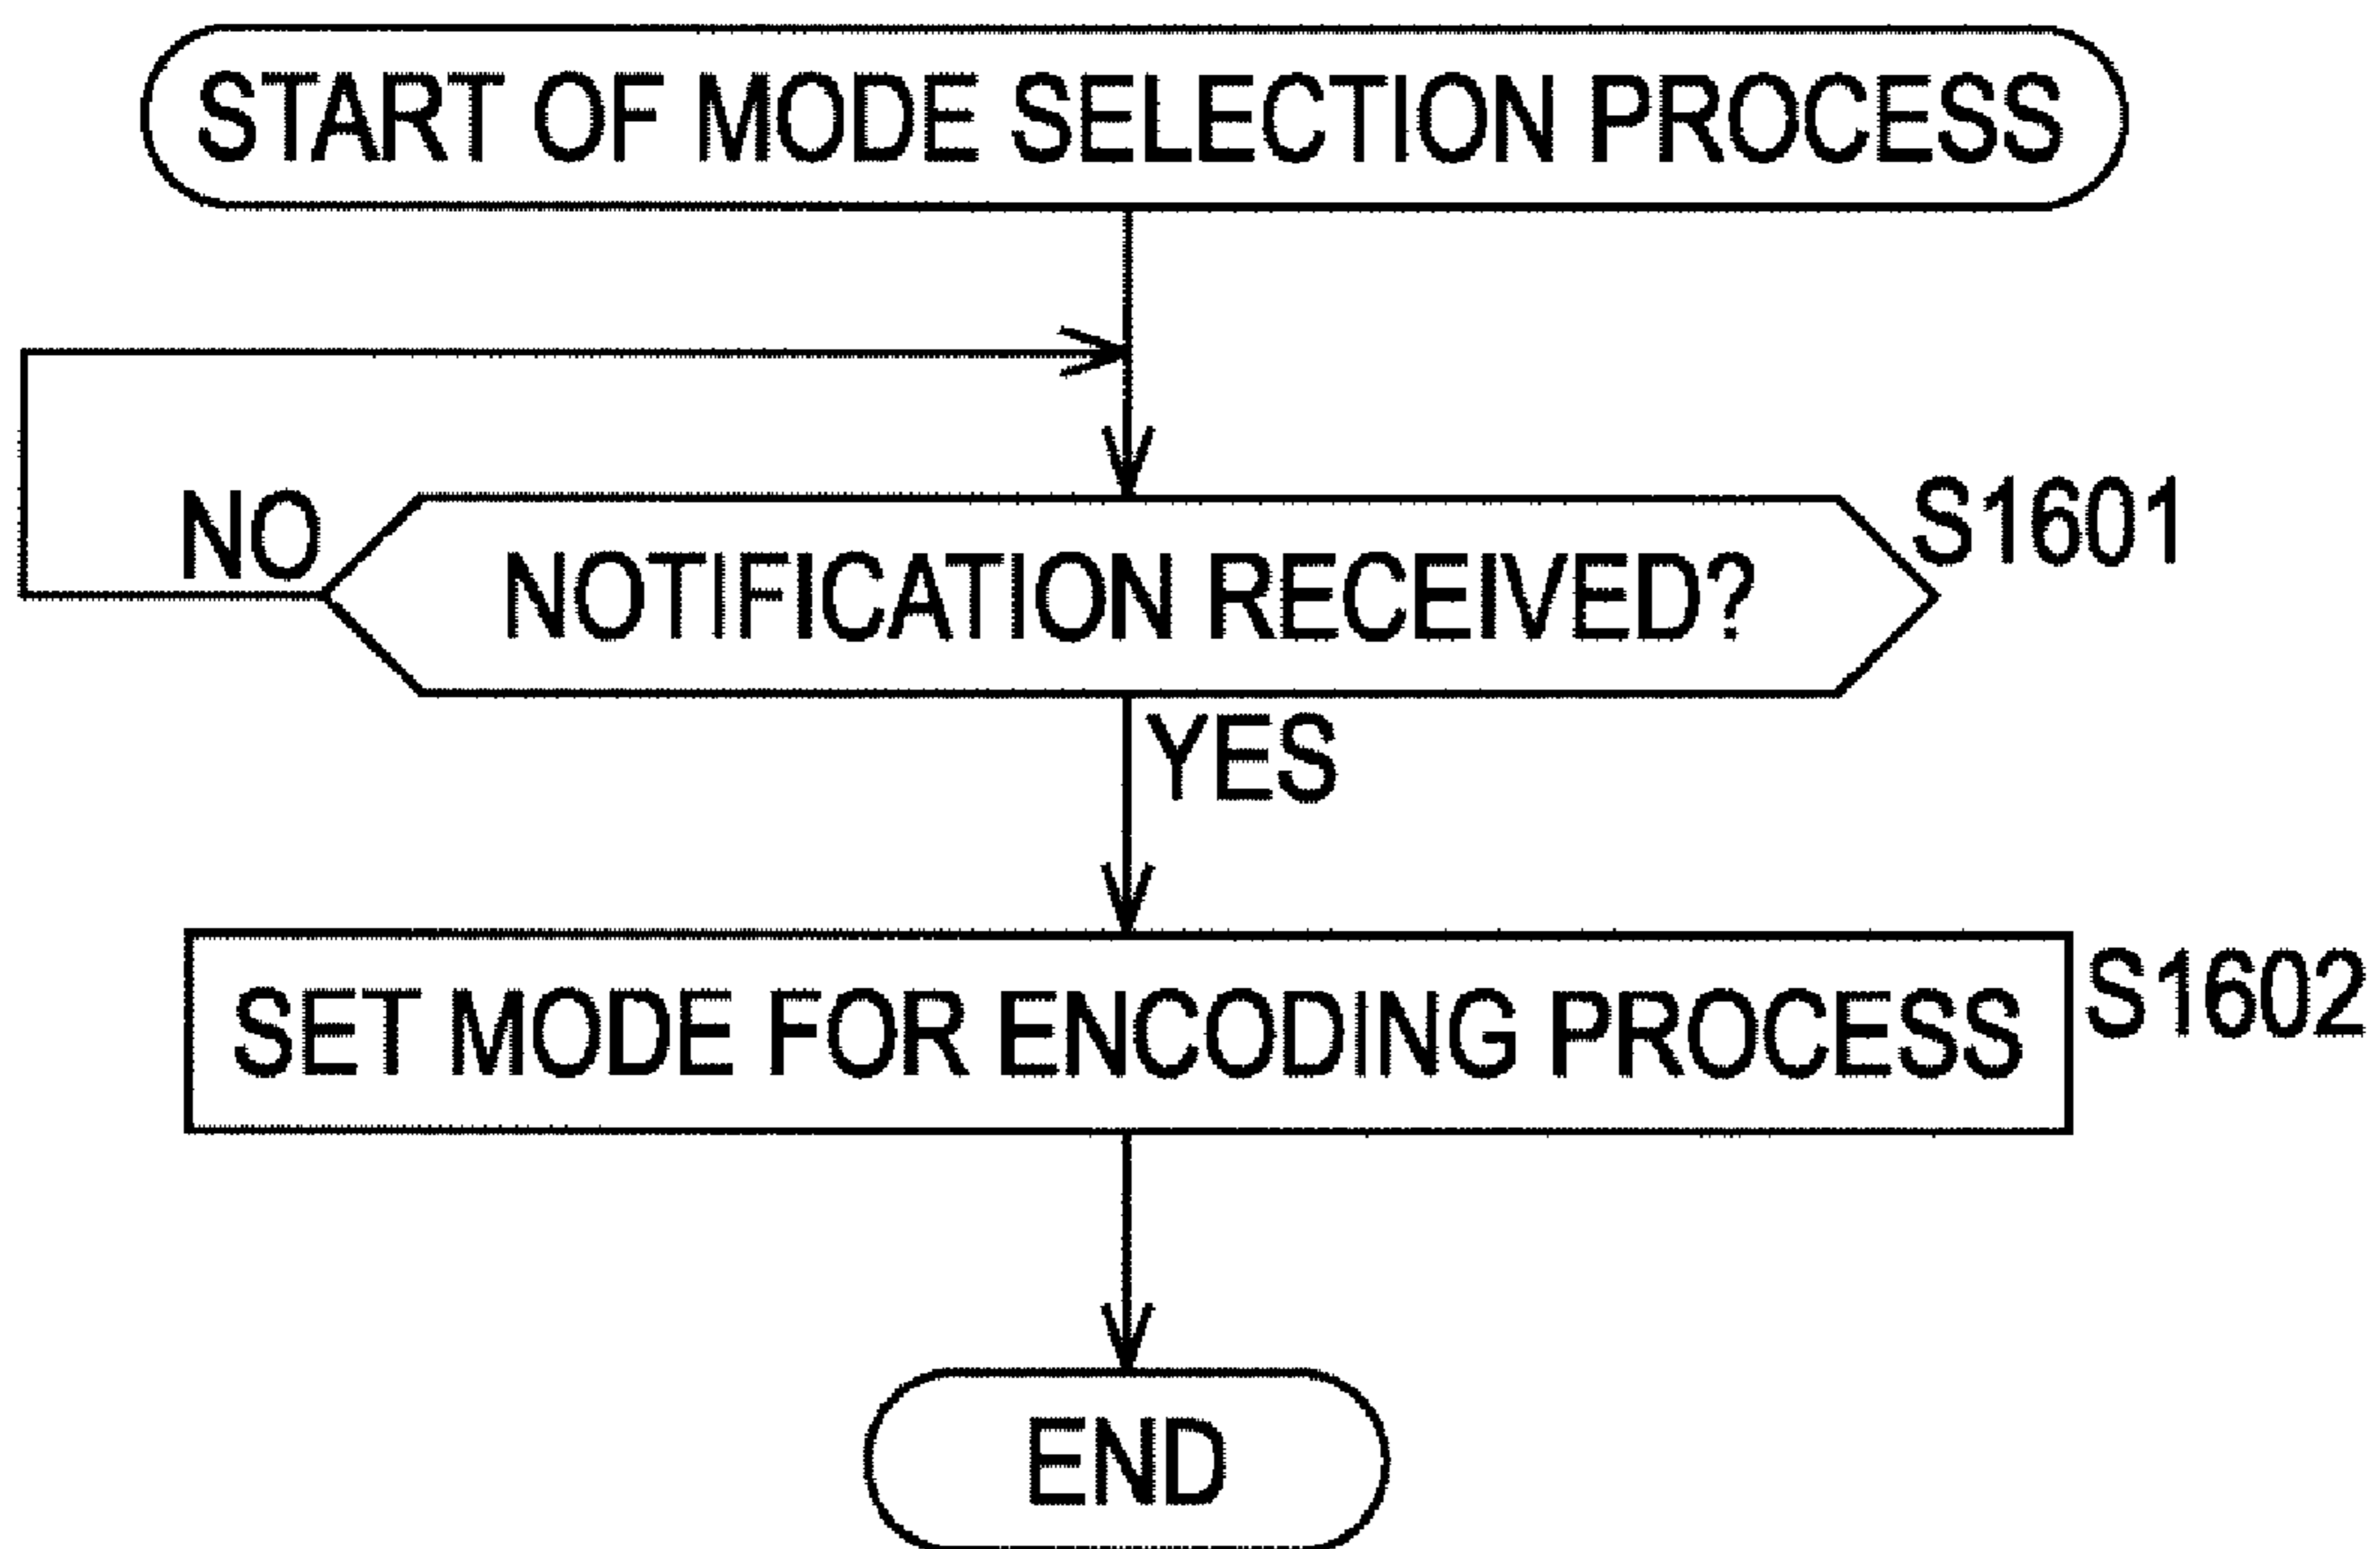 START OF MODE SELECTION PROCESS
NO
NOTIFICATION RECEIVED?
S1601
YES
SET MODE FOR ENCODING PROCESS
S1602
END